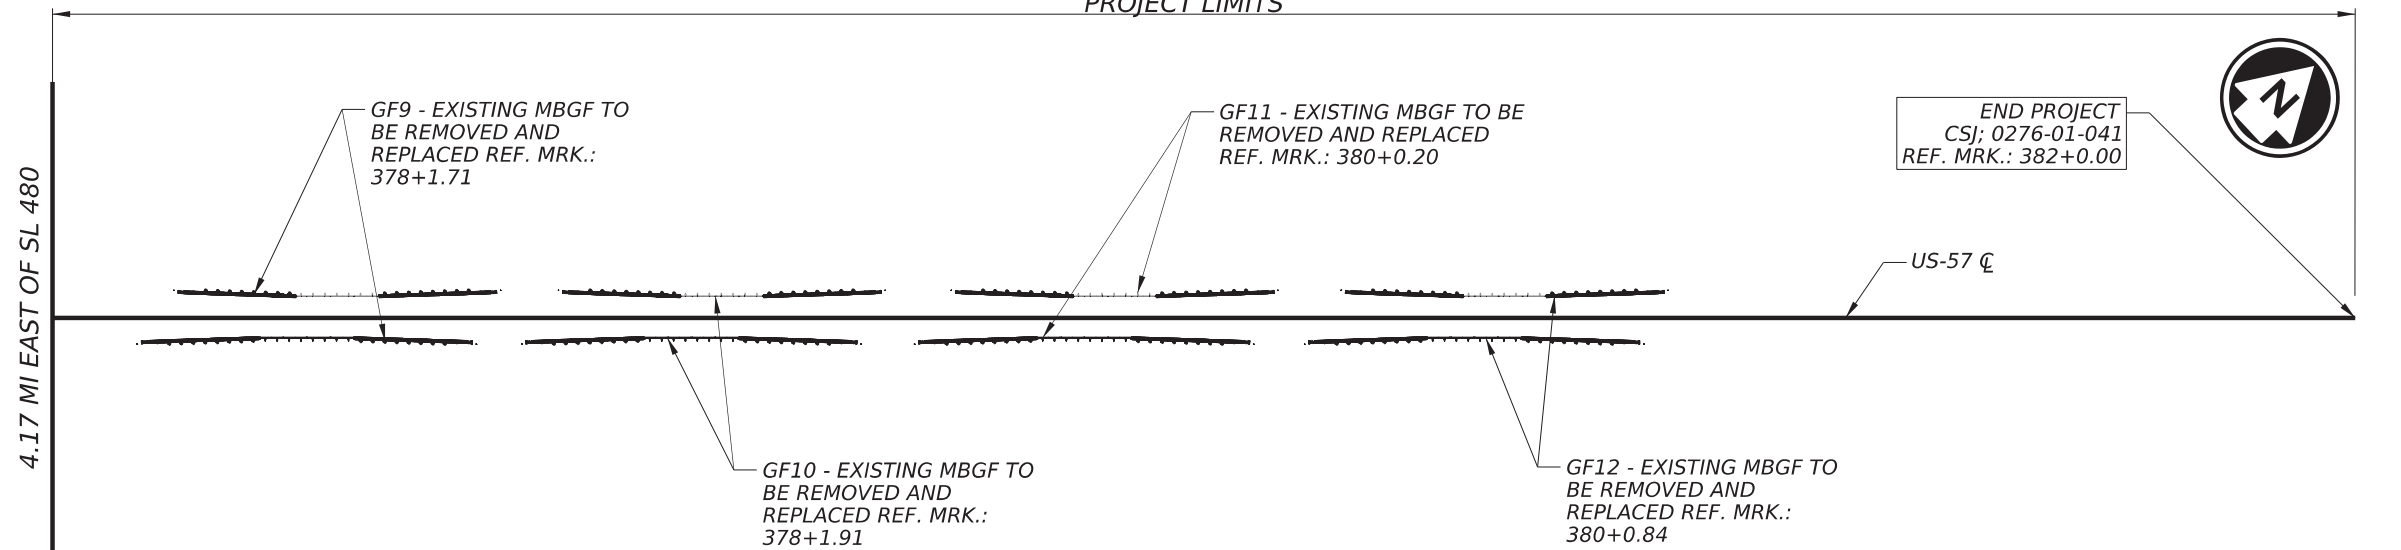 PROJECT LIMITS
GF9 - EXISTING MBGF TO
BE REMOVED AND
REPLACED REF. MRK.:
378+1.71
GF11 - EXISTING MBGF TO BE
REMOVED AND REPLACED
REF. MRK.: 380+0.20
END PROJECT
CSJ; 0276-01-041
REF. MRK.: 382+0.00
N
4.17 MI EAST OF SL 480
US-57 ℄
GF10 - EXISTING MBGF TO
BE REMOVED AND
REPLACED REF. MRK.:
378+1.91
GF12 - EXISTING MBGF TO
BE REMOVED AND
REPLACED REF. MRK.:
380+0.84